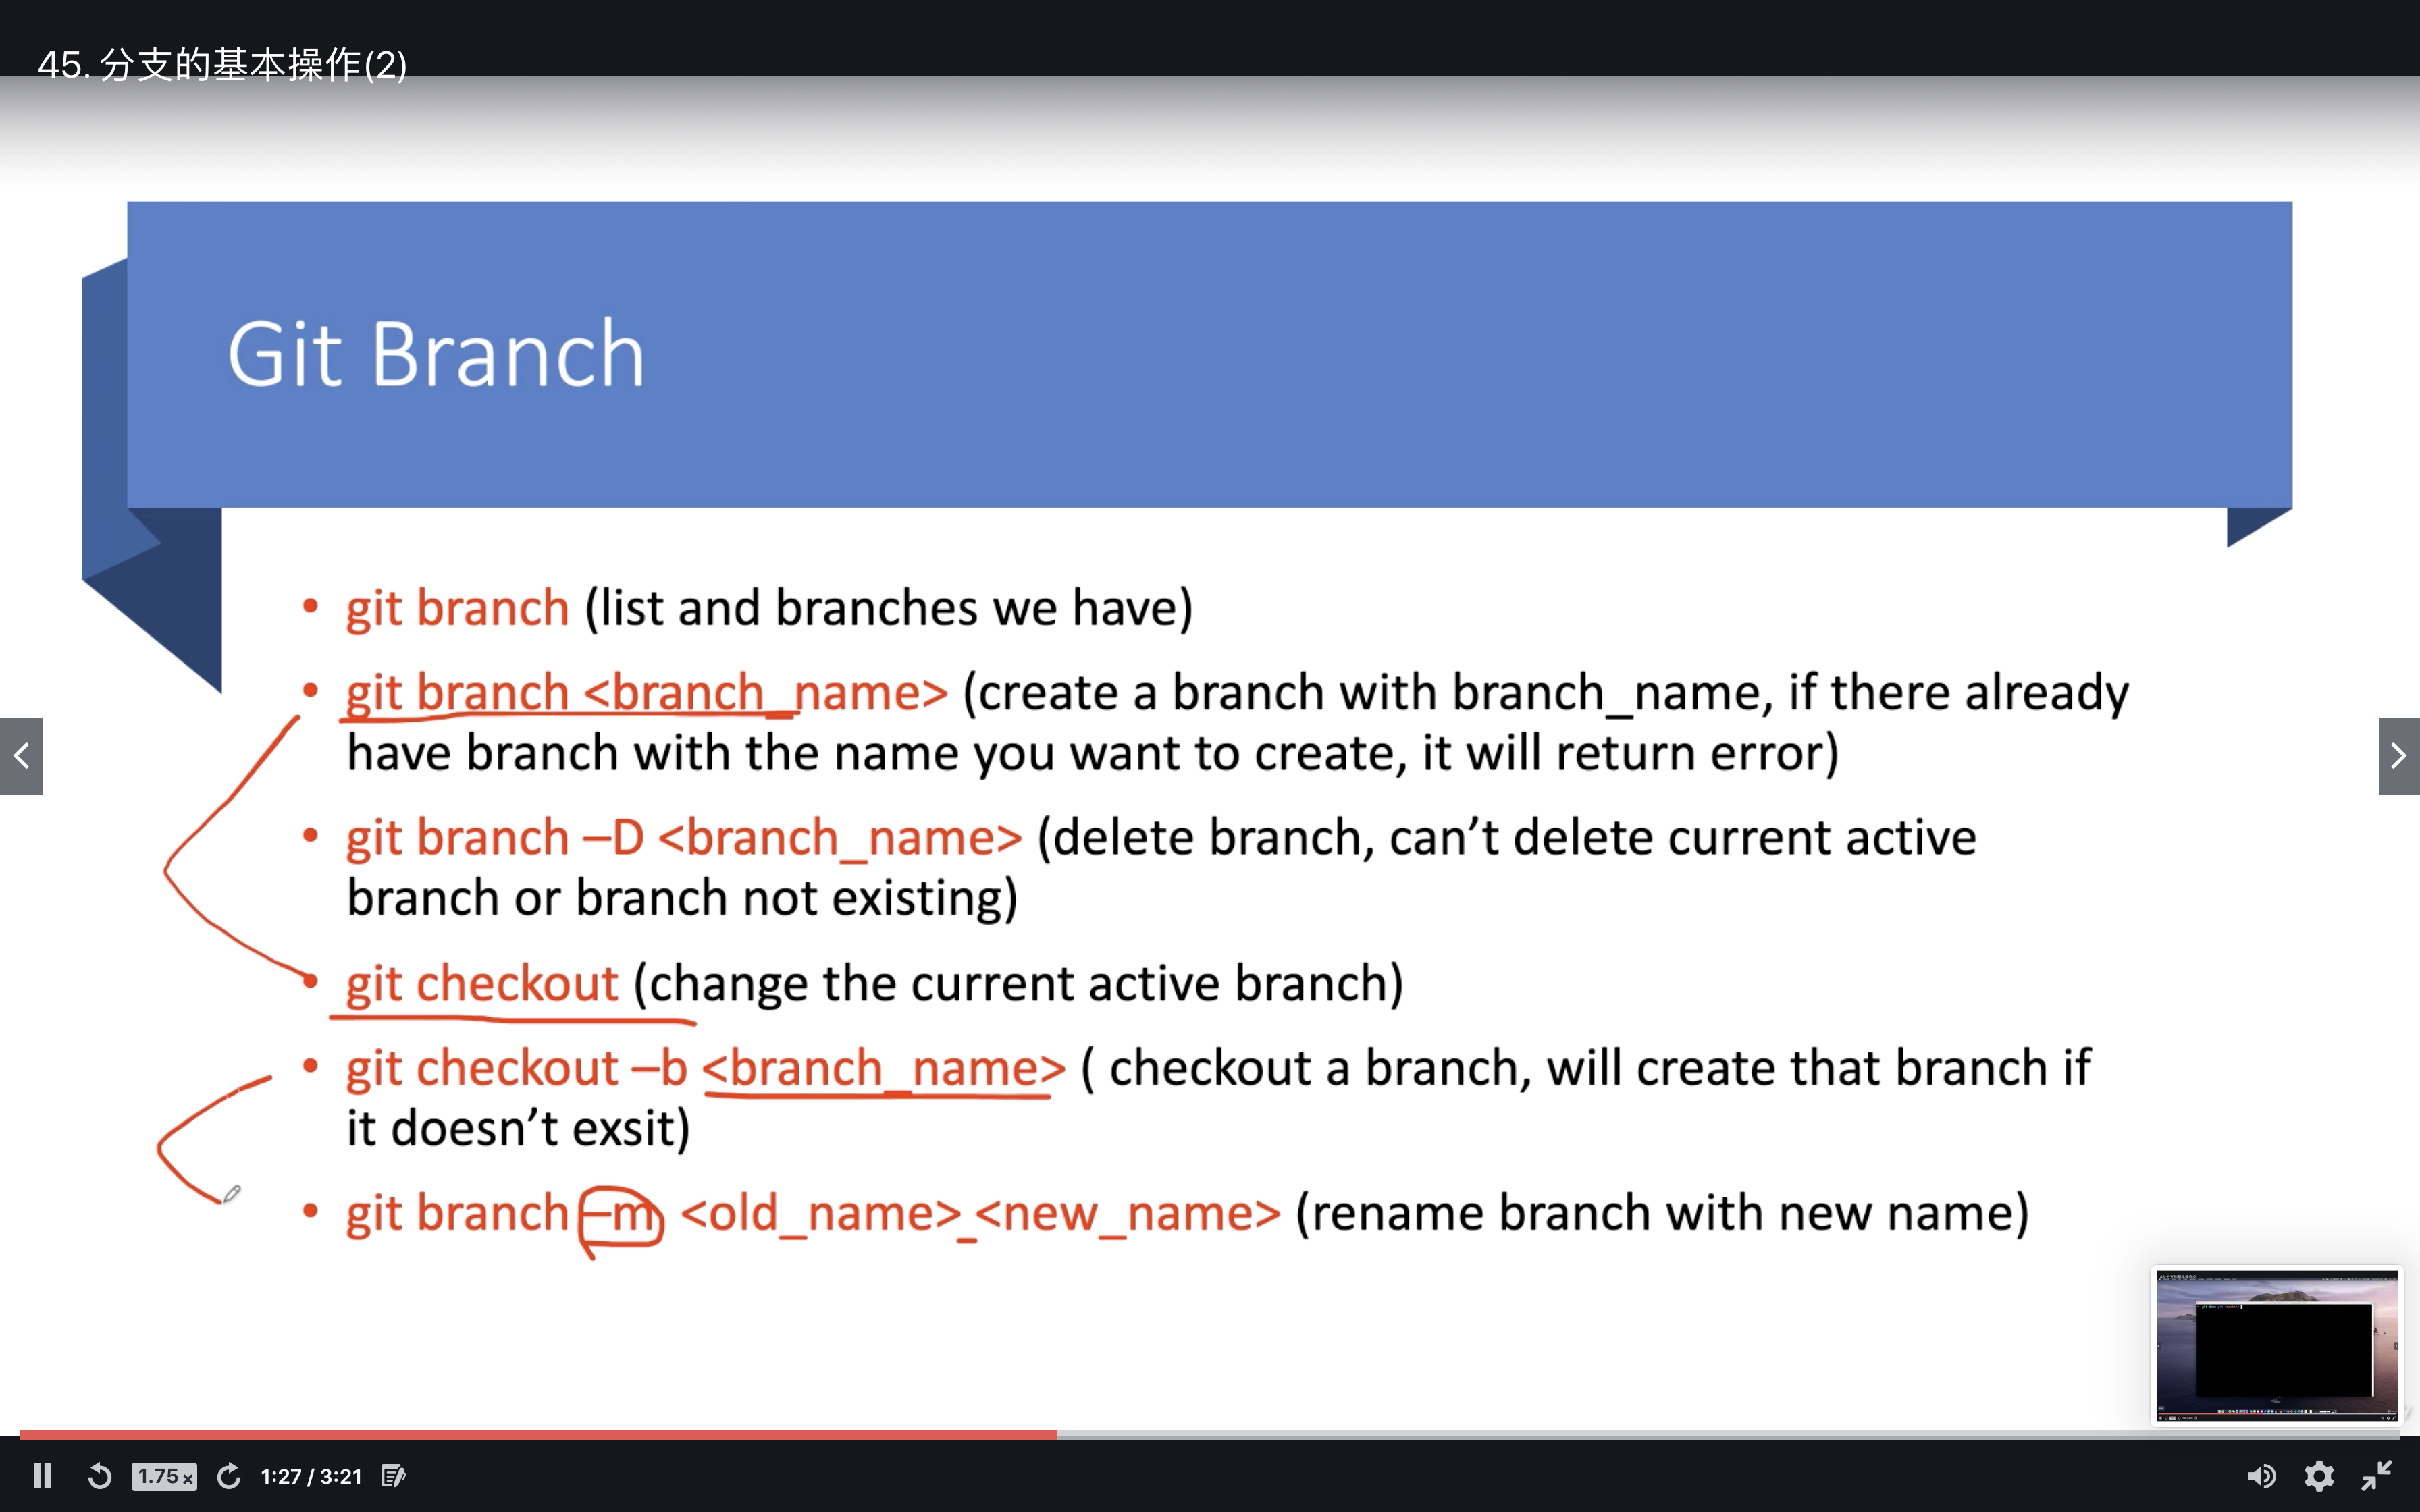 45. 分支的基本操作(2)
Git Branch
• git branch (list and branches we have)
• git branch <branch_name> (create a branch with branch_name, if there already
have branch with the name you want to create, it will return error)
• git branch –D <branch_name> (delete branch, can’t delete current active
branch or branch not existing)
• git checkout (change the current active branch)
• git checkout –b <branch_name> ( checkout a branch, will create that branch if
it doesn’t exsit)
• git branch –m <old_name> <new_name> (rename branch with new name)
1.75x 1:27 / 3:21